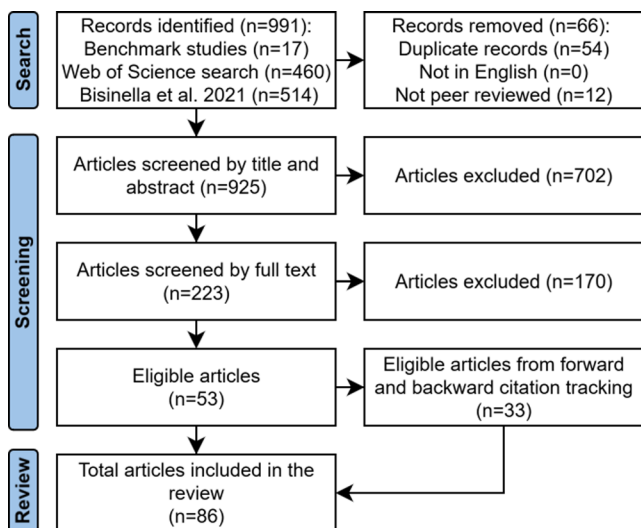 Search
Records identified (n=991):
Benchmark studies (n=17)
Web of Science search (n=460)
Bisinella et al. 2021 (n=514)
Records removed (n=66):
Duplicate records (n=54)
Not in English (n=0)
Not peer reviewed (n=12)
Screening
Articles screened by title and
abstract (n=925)
Articles excluded (n=702)
Articles screened by full text
(n=223)
Articles excluded (n=170)
Eligible articles
(n=53)
Eligible articles from forward
and backward citation tracking
(n=33)
Review
Total articles included in the
review
(n=86)